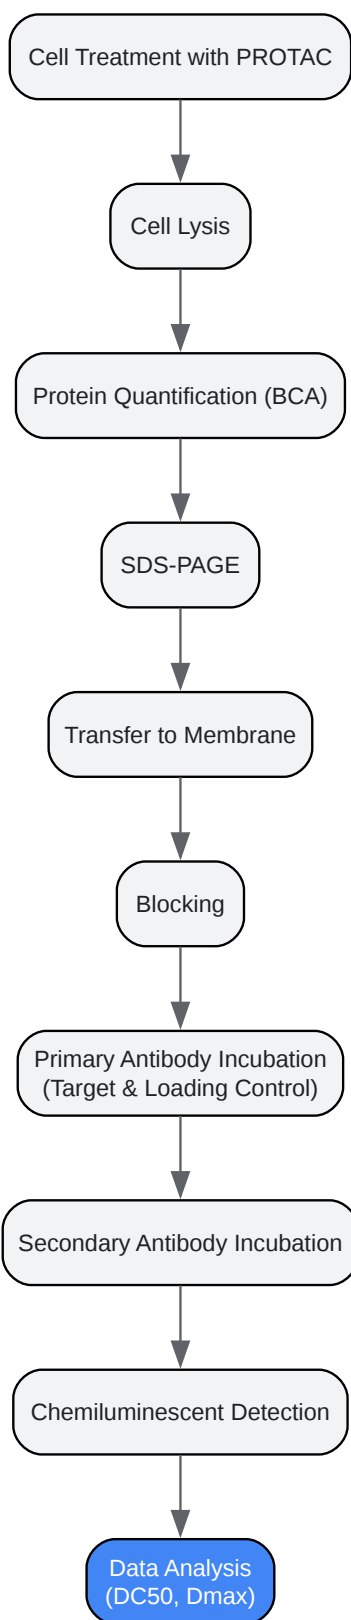 Cell Treatment with PROTAC
Cell Lysis
Protein Quantification (BCA)
SDS-PAGE
Transfer to Membrane
Blocking
Primary Antibody Incubation
(Target & Loading Control)
Secondary Antibody Incubation
Chemiluminescent Detection
Data Analysis
(DC50, Dmax)